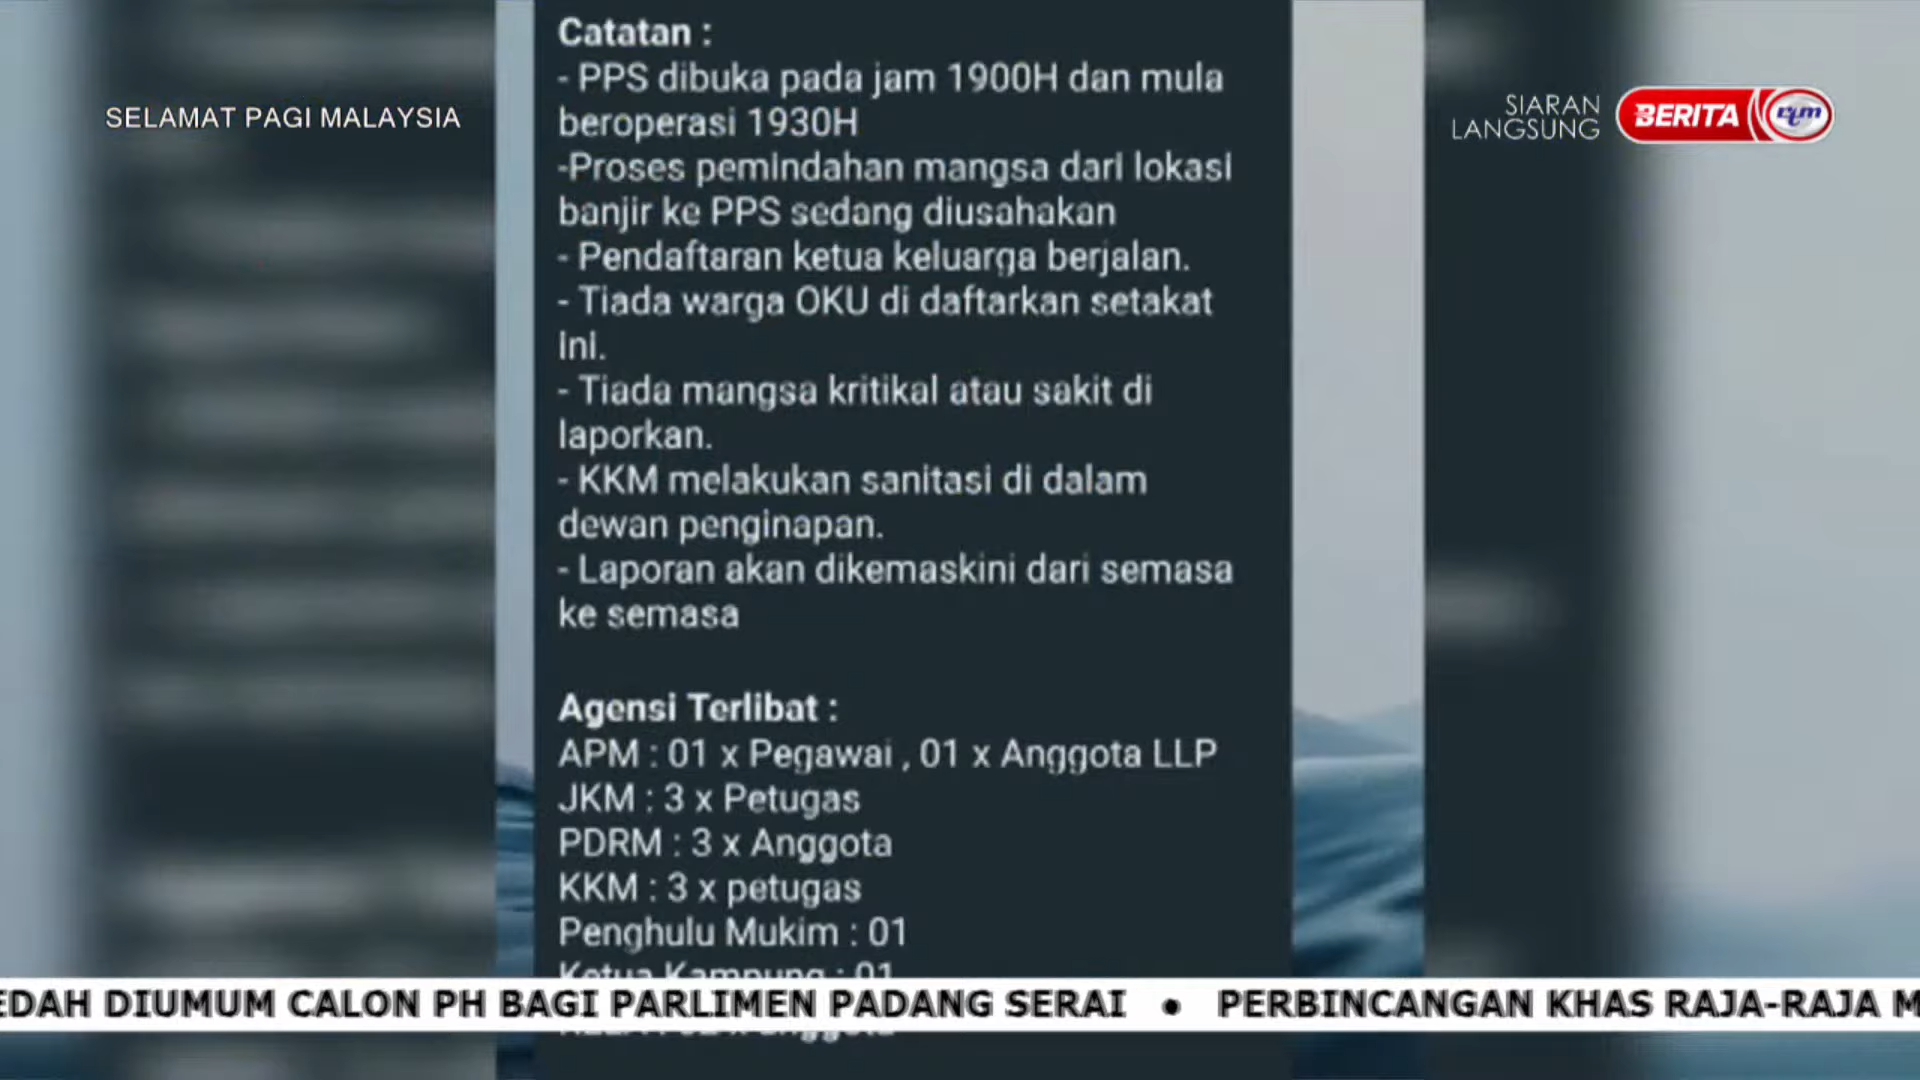 SELAMAT PAGI MALAYSIA
SIARAN
LANGSUNG
BERITA rtm
Catatan :
- PPS dibuka pada jam 1900H dan mula
beroperasi 1930H
-Proses pemindahan mangsa dari lokasi
banjir ke PPS sedang diusahakan
- Pendaftaran ketua keluarga berjalan.
- Tiada warga OKU di daftarkan setakat
ini.
- Tiada mangsa kritikal atau sakit di
laporkan.
- KKM melakukan sanitasi di dalam
dewan penginapan.
- Laporan akan dikemaskini dari semasa
ke semasa
Agensi Terlibat :
APM : 01 x Pegawai , 01 x Anggota LLP
JKM : 3 x Petugas
PDRM : 3 x Anggota
KKM : 3 x petugas
Penghulu Mukim : 01
Ketua Kampung : 01
EDAH DIUMUM CALON PH BAGI PARLIMEN PADANG SERAI • PERBINCANGAN KHAS RAJA-RAJA M